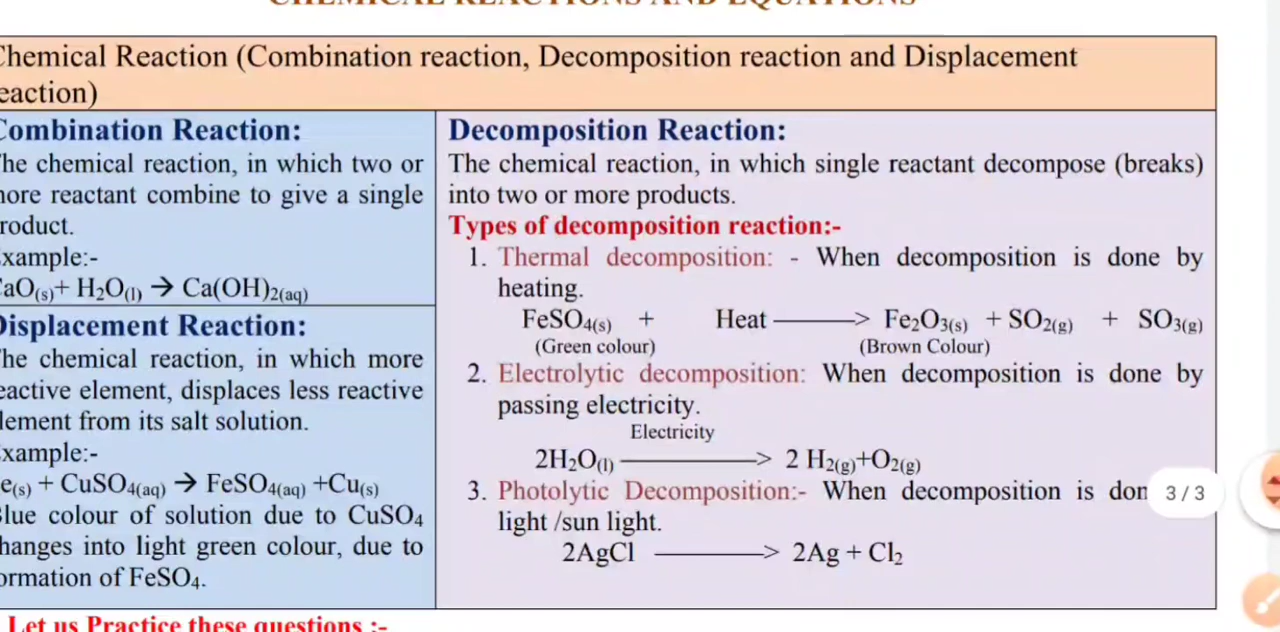 CHEMICAL REACTIONS AND EQUATIONS
Chemical Reaction (Combination reaction, Decomposition reaction and Displacement
eaction)
Combination Reaction:
he chemical reaction, in which two or
more reactant combine to give a single
roduct.
xample:-
CaO(s)+ H₂O(l) → Ca(OH)₂(aq)
Displacement Reaction:
he chemical reaction, in which more
eactive element, displaces less reactive
lement from its salt solution.
xample:-
e(s) + CuSO₄(aq) → FeSO₄(aq) +Cu(s)
Blue colour of solution due to CuSO₄
hanges into light green colour, due to
ormation of FeSO₄.
Decomposition Reaction:
The chemical reaction, in which single reactant decompose (breaks)
into two or more products.
Types of decomposition reaction:-
1. Thermal decomposition: - When decomposition is done by
heating.
FeSO₄(s) + Heat ———> Fe₂O₃(s) + SO₂(g) + SO₃(g)
(Green colour) (Brown Colour)
2. Electrolytic decomposition: When decomposition is done by
passing electricity.
Electricity
2H₂O(l) ———> 2 H₂(g)+O₂(g)
3. Photolytic Decomposition:- When decomposition is don
3 / 3
light /sun light.
2AgCl ———> 2Ag + Cl₂
Let us Practice these questions :-